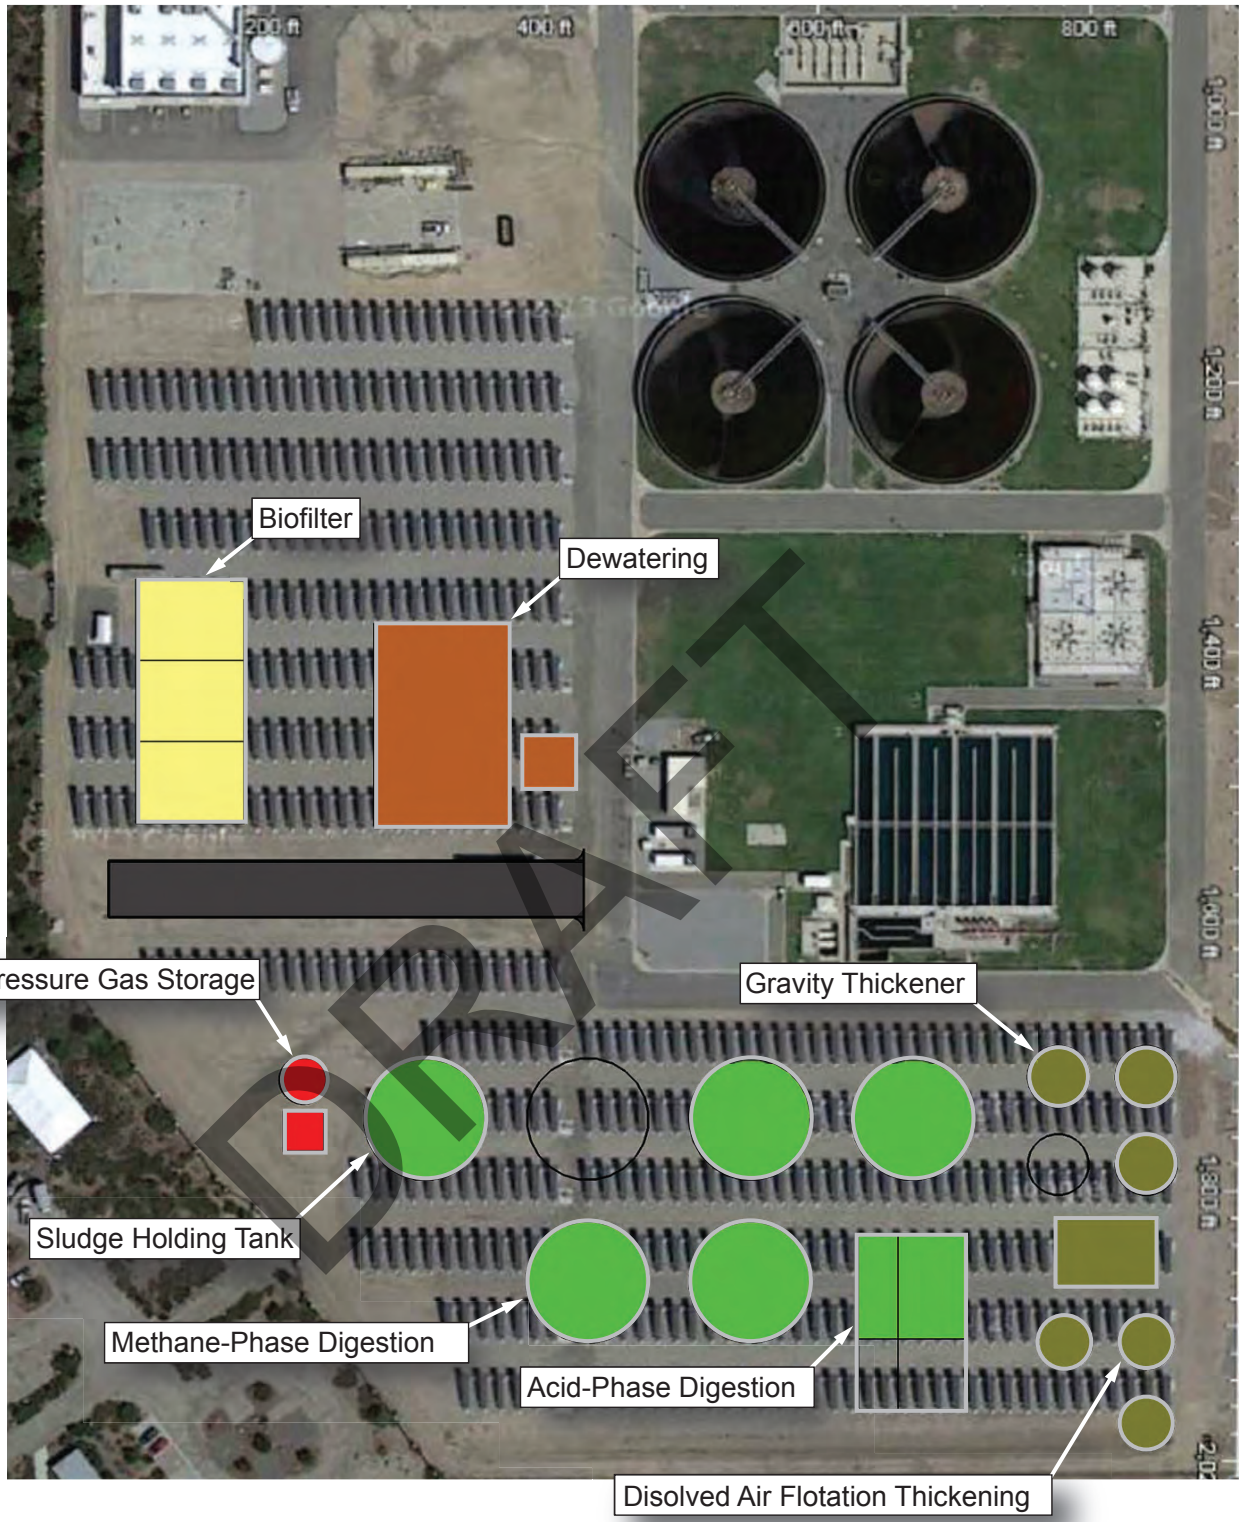 200 ft
400 ft
600 ft
800 ft
1,000 ft
1,200 ft
Biofilter
Dewatering
1,400 ft
DRAFT
1,600 ft
ressure Gas Storage
Gravity Thickener
1,800 ft
Sludge Holding Tank
Methane-Phase Digestion
Acid-Phase Digestion
Disolved Air Flotation Thickening